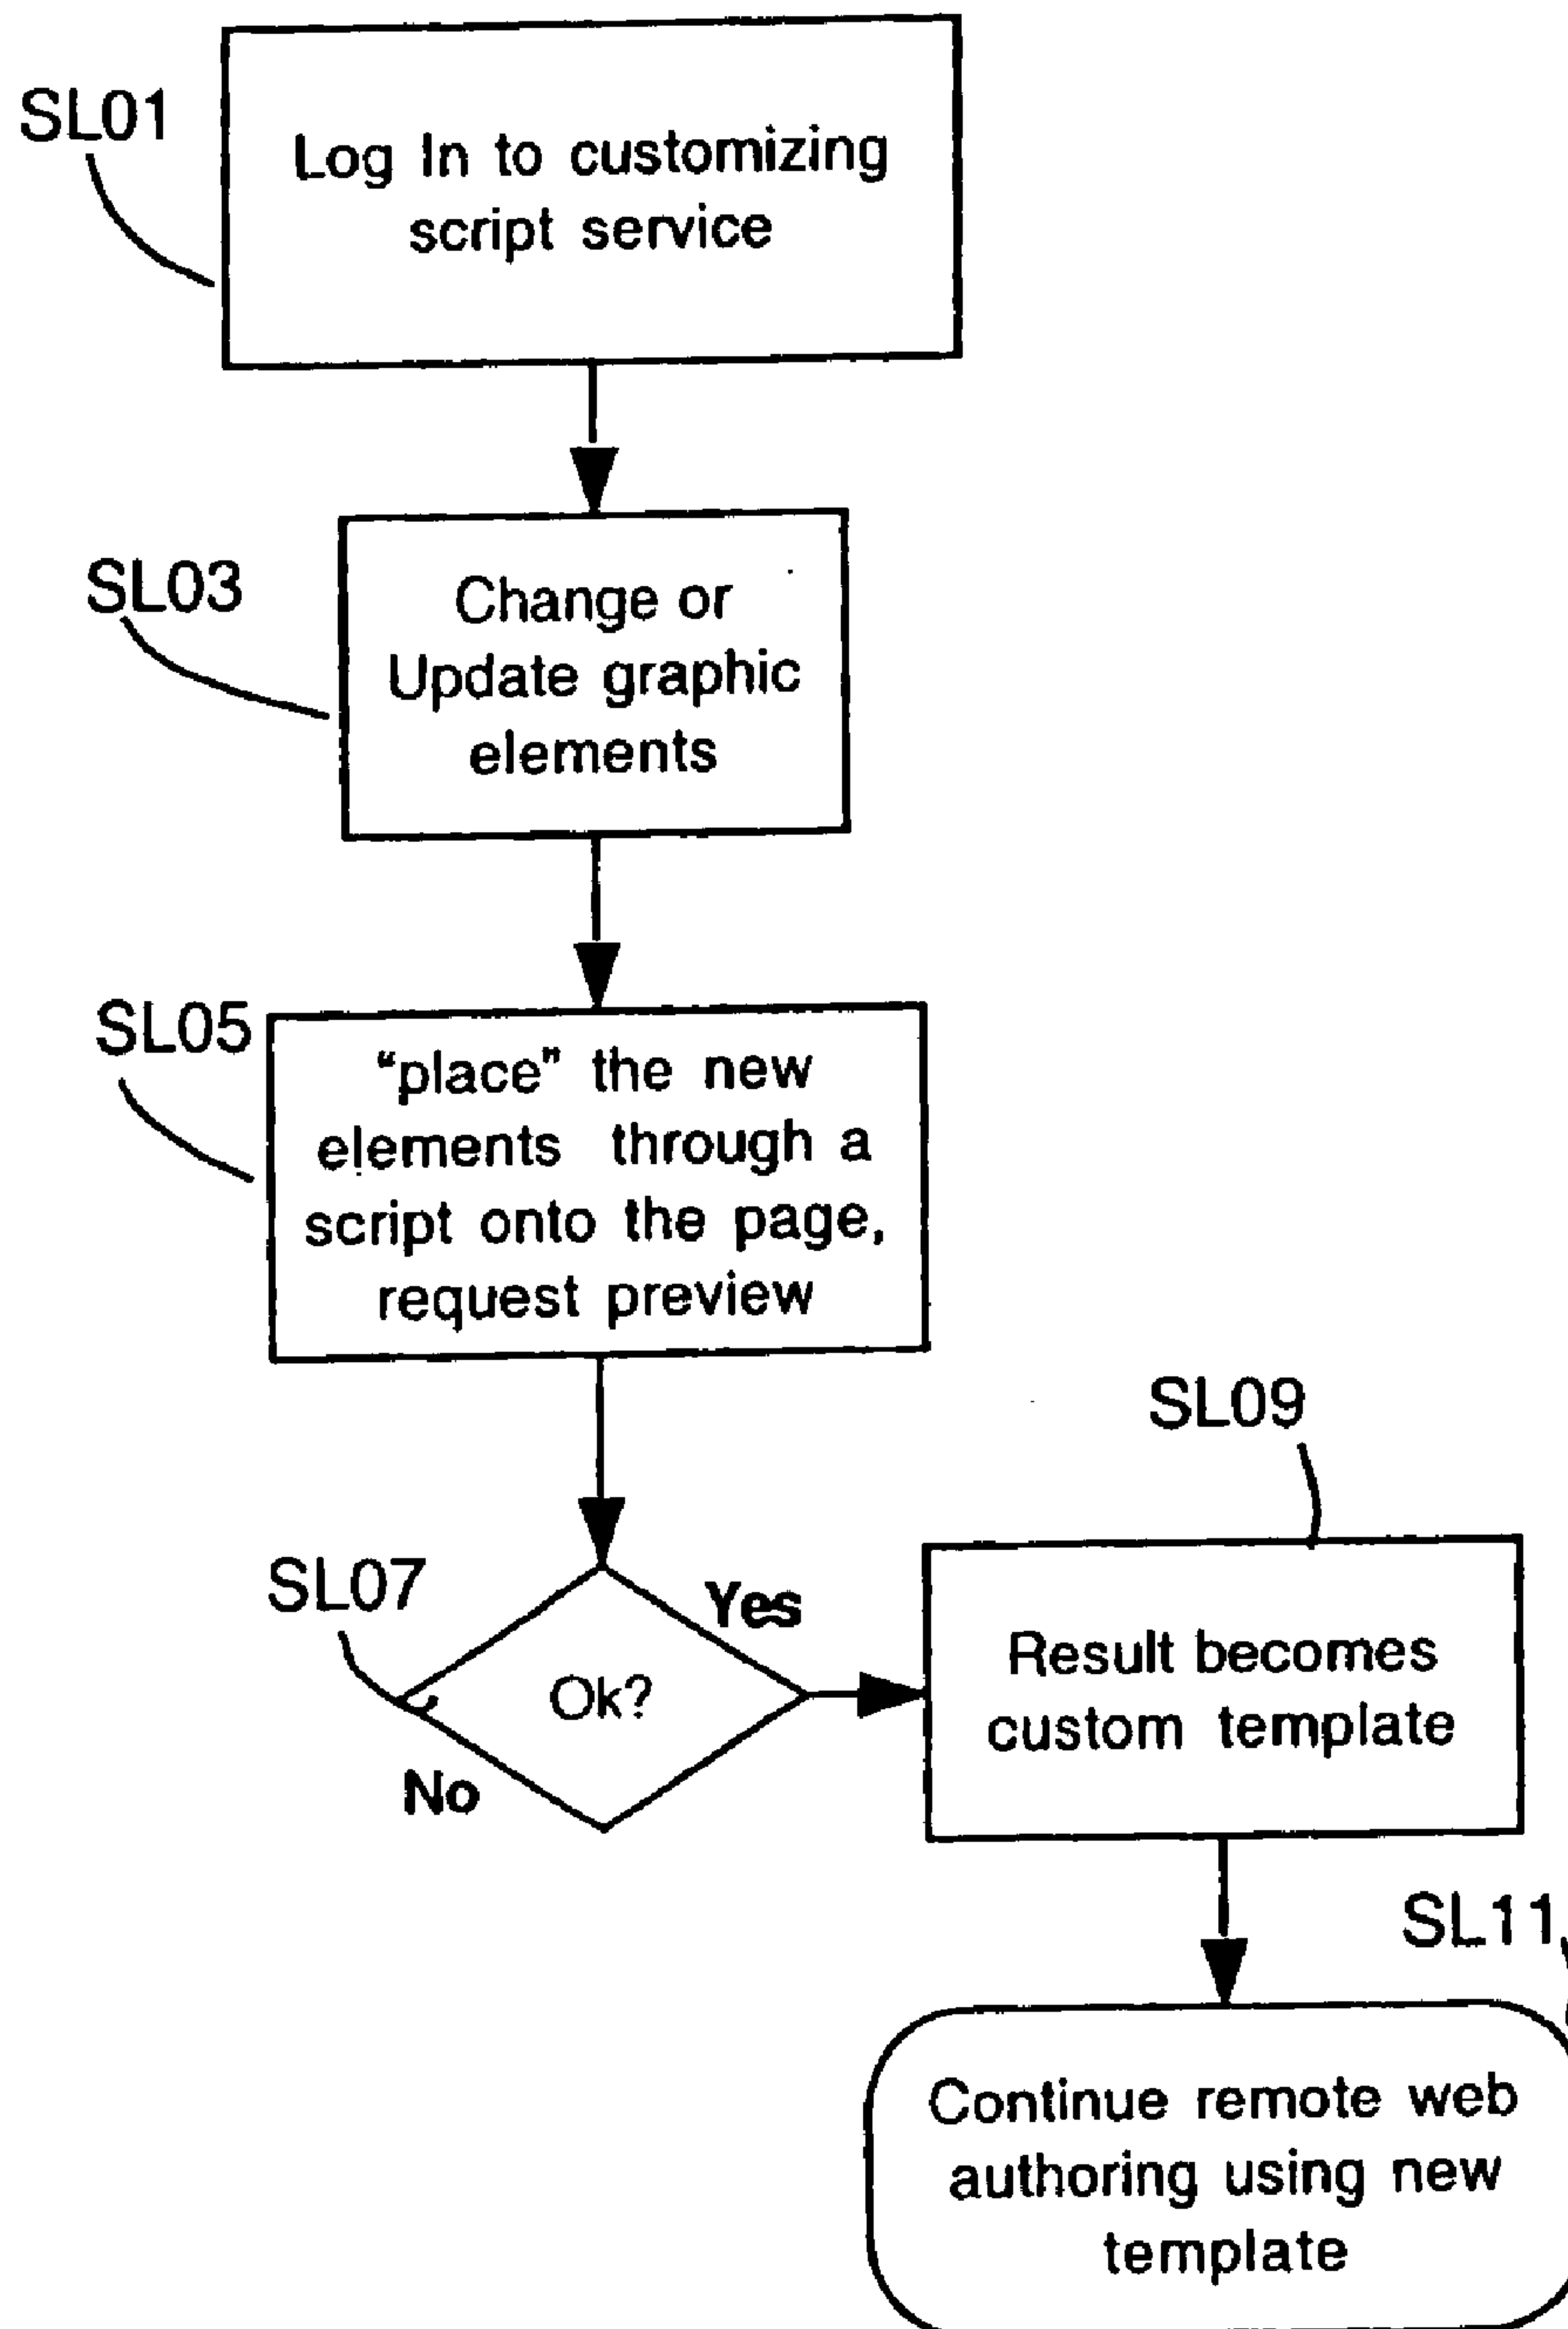 SL01
Log In to customizing
script service
SL03
Change or
Update graphic
elements
SL05
“place” the new
elements through a
script onto the page,
request preview
SL09
SL07
Yes
Ok?
No
Result becomes
custom template
SL11
Continue remote web
authoring using new
template